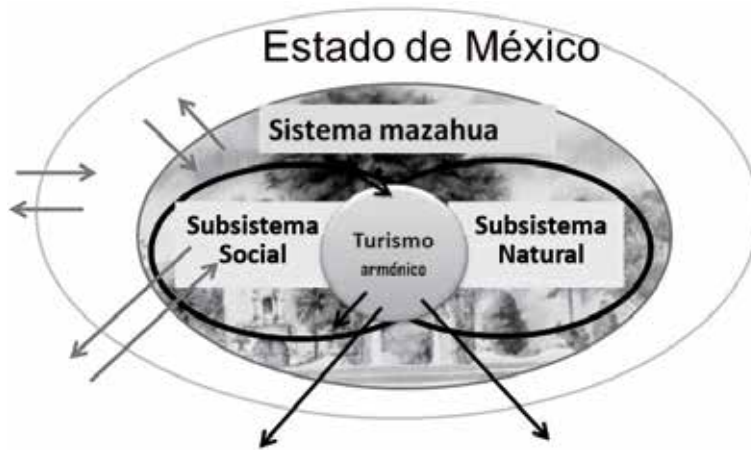 Estado de México
Sistema mazahua
Subsistema
Social
Turismo
armónico
Subsistema
Natural